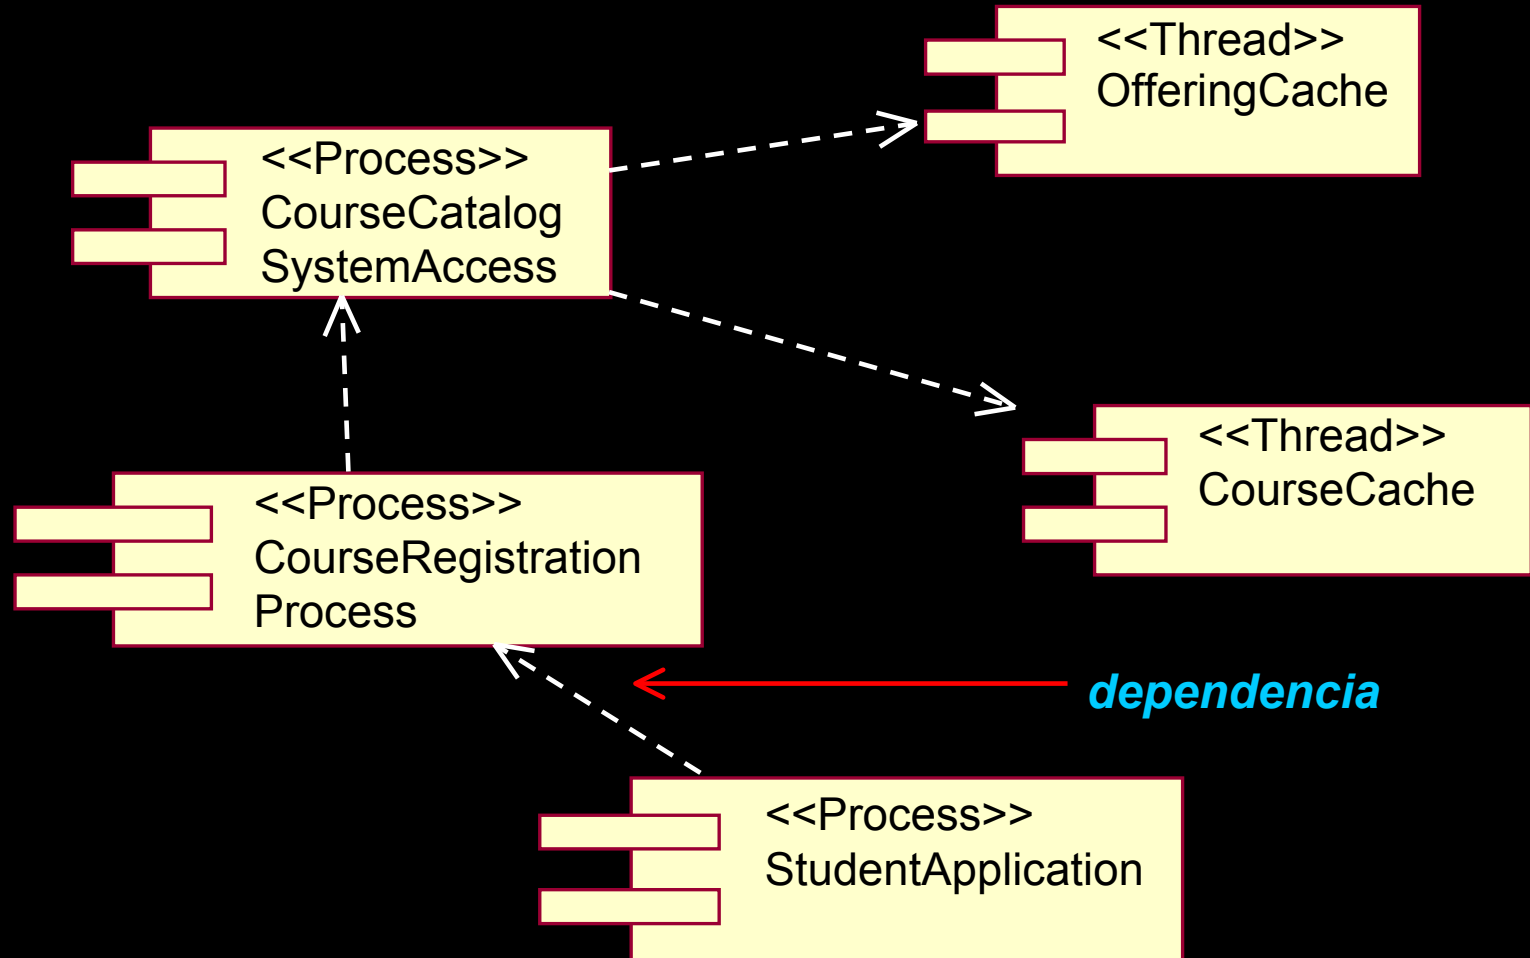 <<Thread>>
OfferingCache
<<Process>>
CourseCatalog
SystemAccess
<<Thread>>
CourseCache
<<Process>>
CourseRegistration
Process
dependencia
<<Process>>
StudentApplication